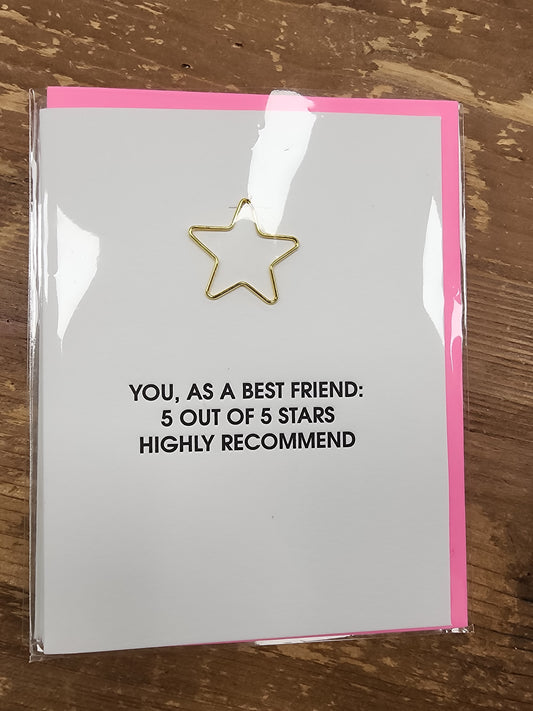 YOU, AS A BEST FRIEND:
5 OUT OF 5 STARS
HIGHLY RECOMMEND